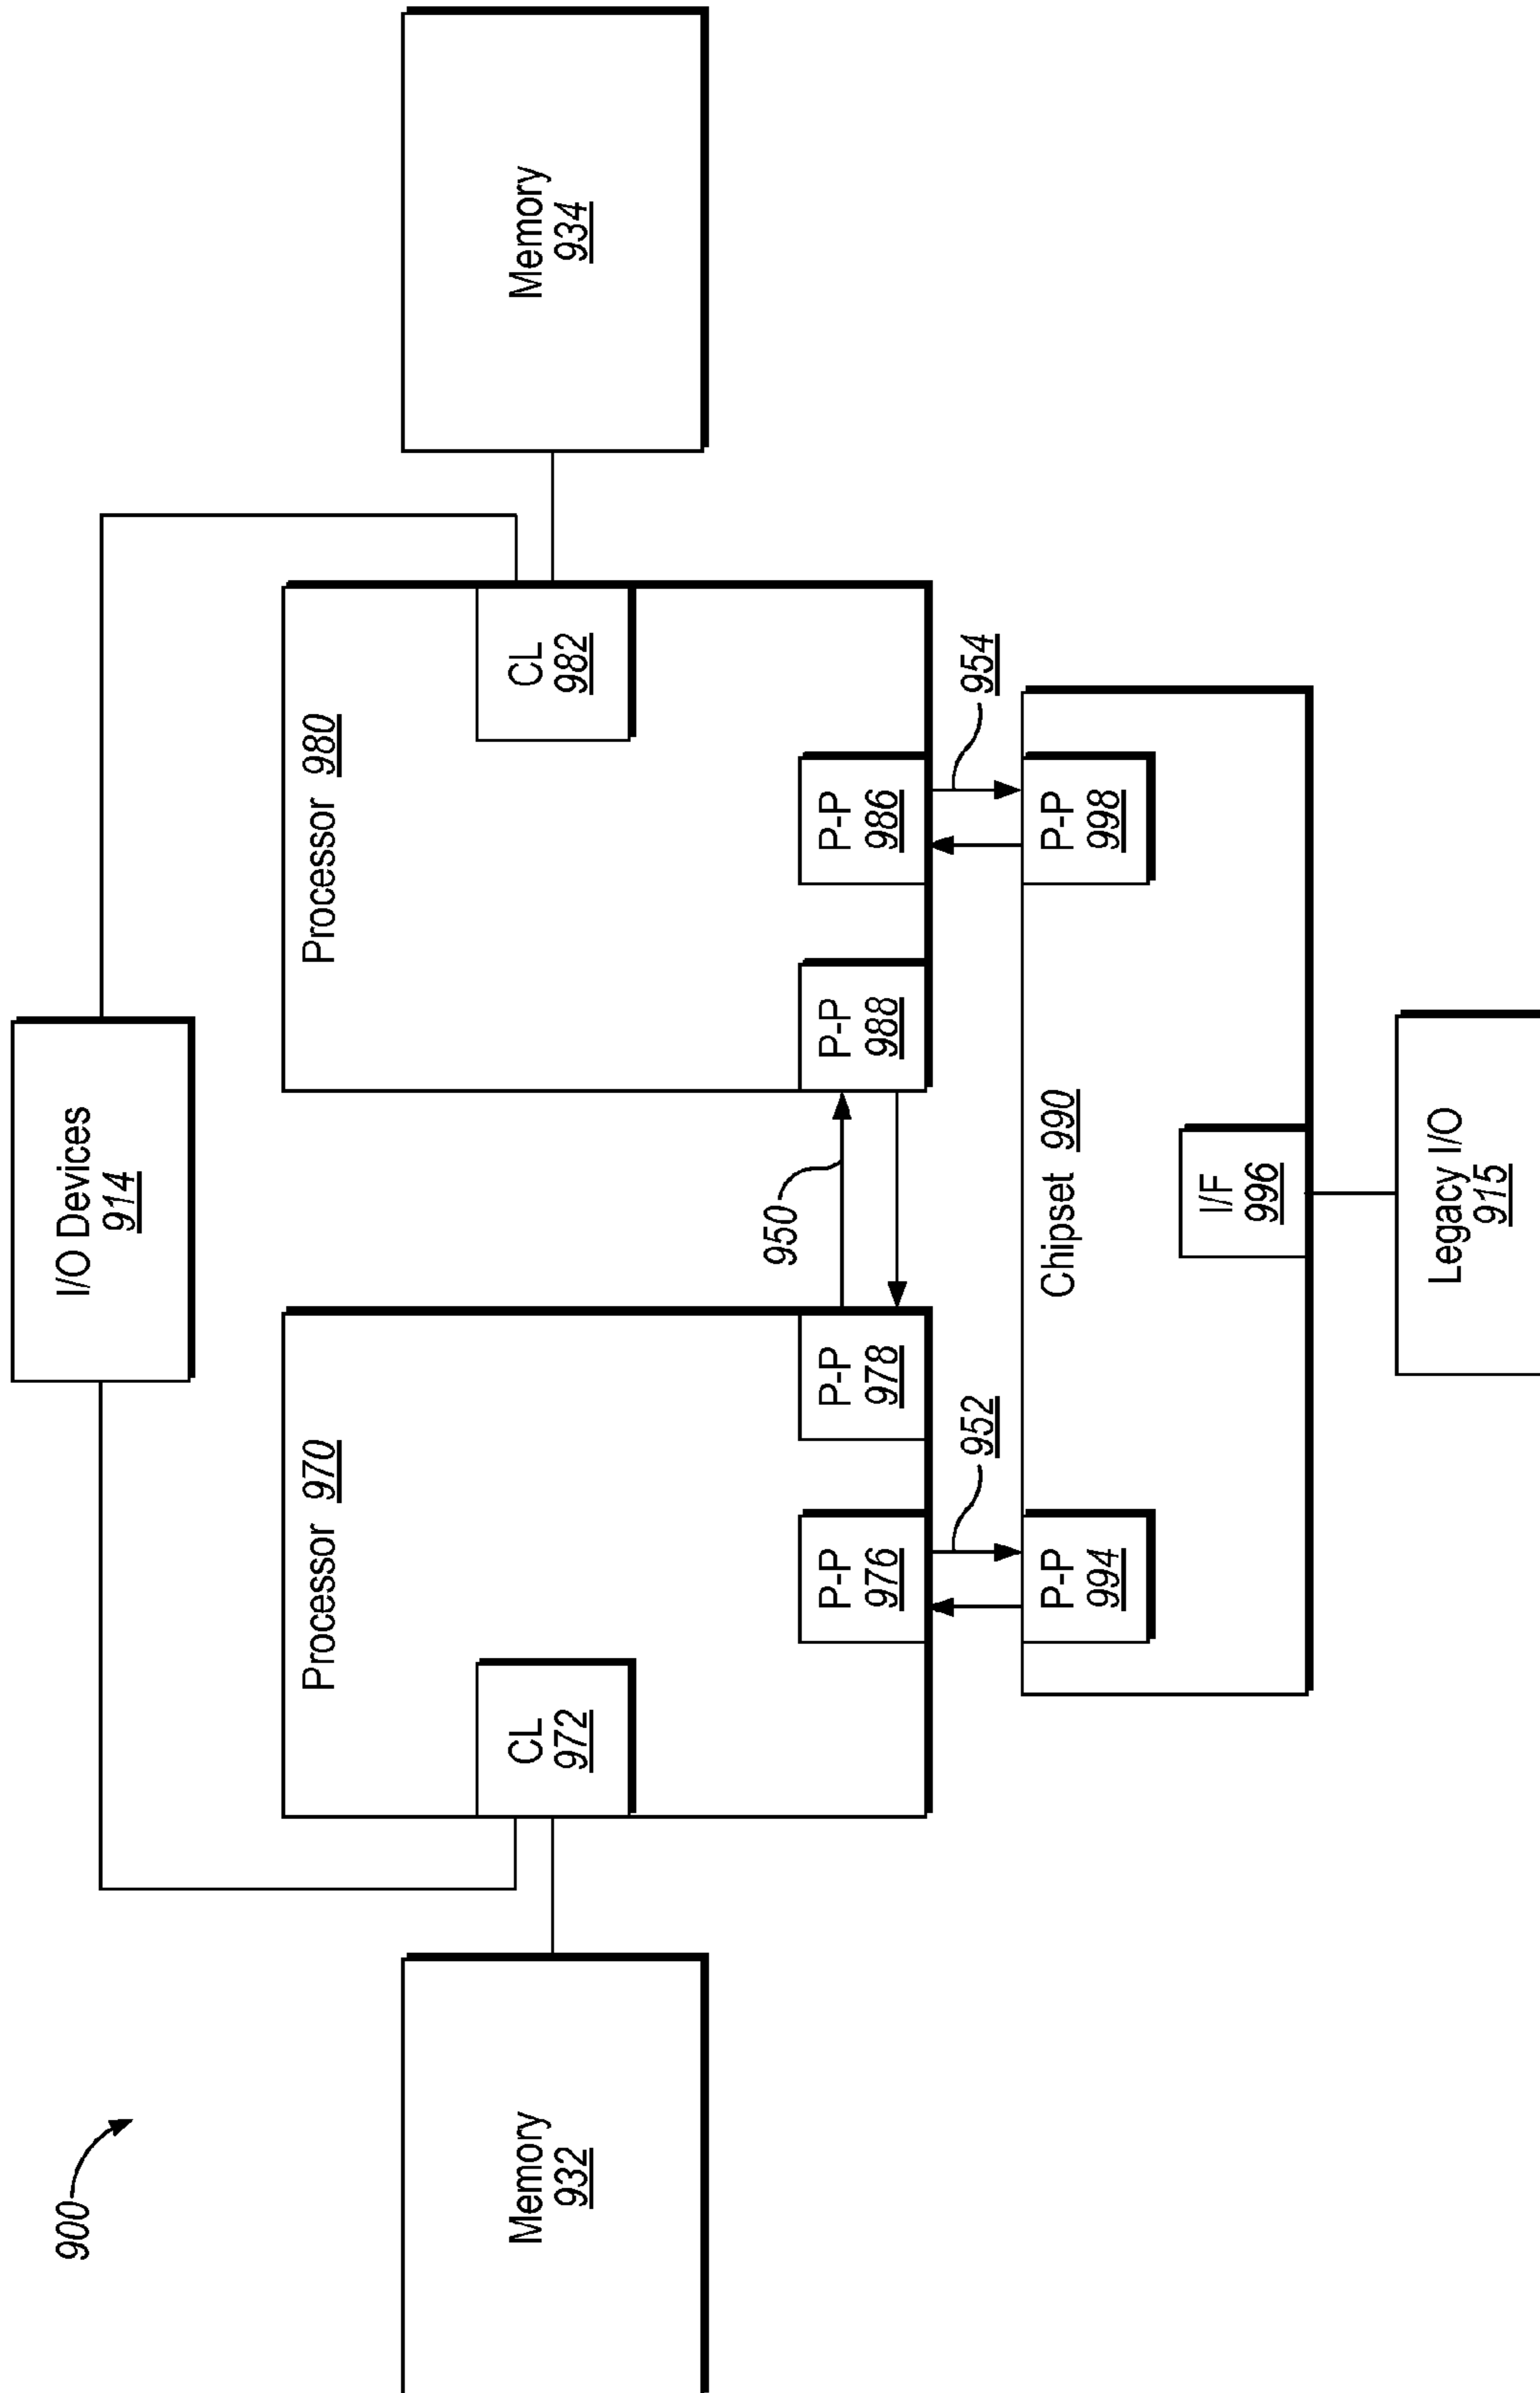 900
I/O Devices
914
Memory
932
Processor 970
CL
972
P-P
976
P-P
978
950
Processor 980
CL
982
P-P
988
P-P
986
Memory
934
952
954
P-P
994
Chipset 990
P-P
998
I/F
996
Legacy I/O
915